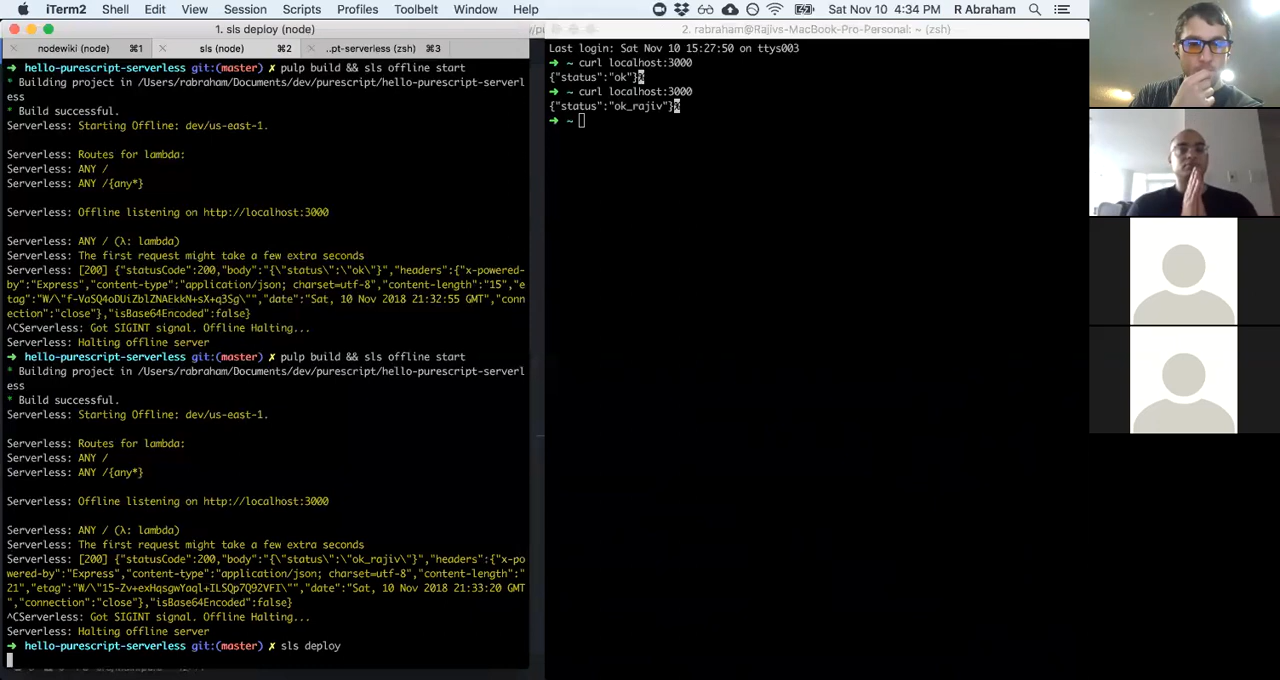 iTerm2 Shell Edit View Session Scripts Profiles Toolbelt Window Help Sat Nov 10 4:34 PM R Abraham
1. sls deploy (node)
nodewiki (node) ⌘1 sls (node) ⌘2 ..pt-serverless (zsh) ⌘3
➜ hello-purescript-serverless git:(master) ✗ pulp build && sls offline start
* Building project in /Users/rabraham/Documents/dev/purescript/hello-purescript-serverl
ess
* Build successful.
Serverless: Starting Offline: dev/us-east-1.
Serverless: Routes for lambda:
Serverless: ANY /
Serverless: ANY /{any*}
Serverless: Offline listening on http://localhost:3000
Serverless: ANY / (λ: lambda)
Serverless: The first request might take a few extra seconds
Serverless: [200] {"statusCode":200,"body":"{\"status\":\"ok\"}","headers":{"x-powered-
by":"Express","content-type":"application/json; charset=utf-8","content-length":"15","e
tag":"W/\"f-VaSQ4oDUiZblZNAEkkN+sX+q3Sg\"","date":"Sat, 10 Nov 2018 21:32:55 GMT","conn
ection":"close"},"isBase64Encoded":false}
^CServerless: Got SIGINT signal. Offline Halting...
Serverless: Halting offline server
➜ hello-purescript-serverless git:(master) ✗ pulp build && sls offline start
* Building project in /Users/rabraham/Documents/dev/purescript/hello-purescript-serverl
ess
* Build successful.
Serverless: Starting Offline: dev/us-east-1.
Serverless: Routes for lambda:
Serverless: ANY /
Serverless: ANY /{any*}
Serverless: Offline listening on http://localhost:3000
Serverless: ANY / (λ: lambda)
Serverless: The first request might take a few extra seconds
Serverless: [200] {"statusCode":200,"body":"{\"status\":\"ok_rajiv\"}","headers":{"x-po
wered-by":"Express","content-type":"application/json; charset=utf-8","content-length":"
21","etag":"W/\"15-Zv+exHqsgwYaql+ILSQp7Q92VFI\"","date":"Sat, 10 Nov 2018 21:33:20 GMT
","connection":"close"},"isBase64Encoded":false}
^CServerless: Got SIGINT signal. Offline Halting...
Serverless: Halting offline server
➜ hello-purescript-serverless git:(master) ✗ sls deploy
2. rabraham@Rajivs-MacBook-Pro-Personal: ~ (zsh)
Last login: Sat Nov 10 15:27:50 on ttys003
➜ ~ curl localhost:3000
{"status":"ok"}%
➜ ~ curl localhost:3000
{"status":"ok_rajiv"}%
➜ ~